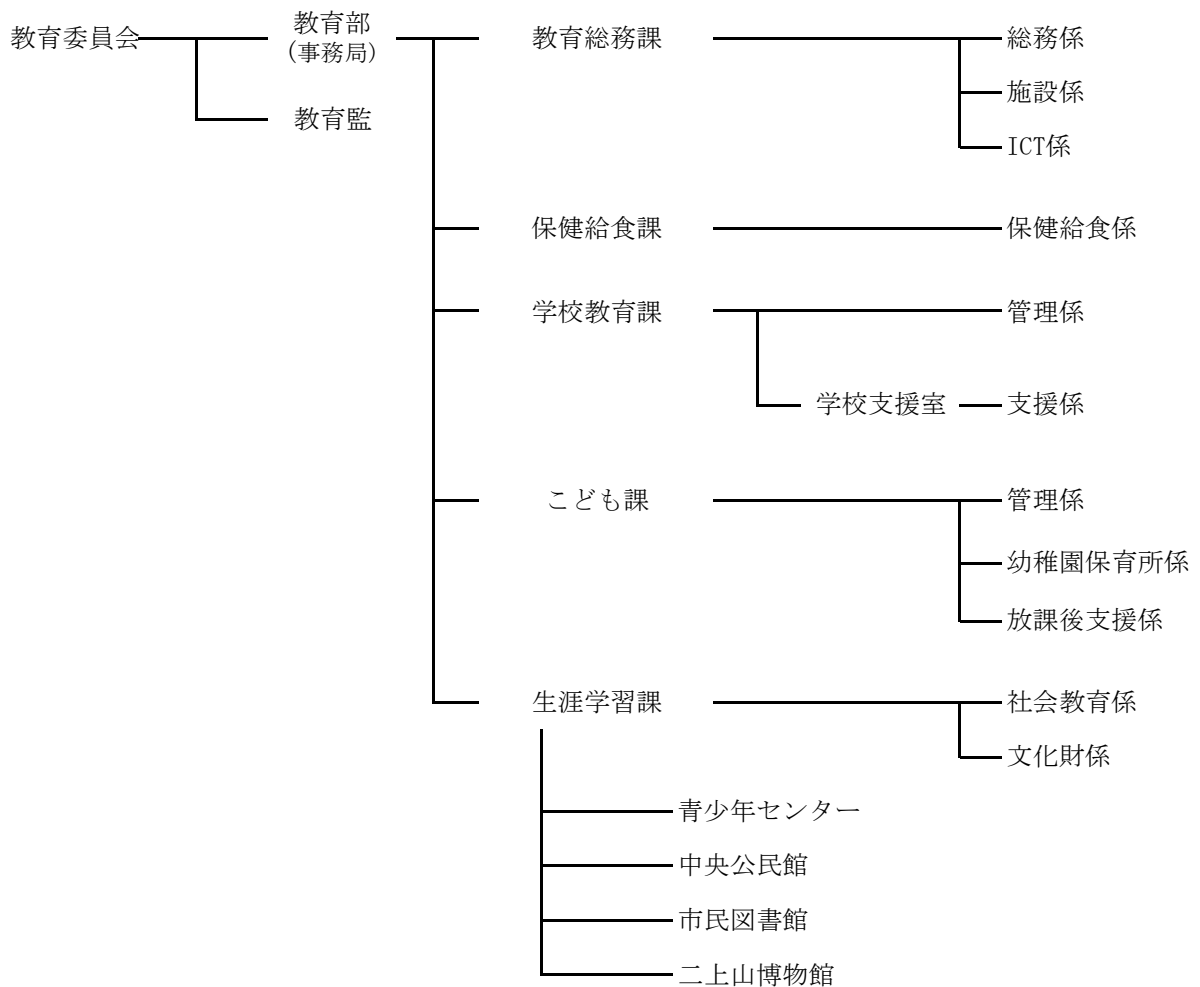 教育委員会
教育部
(事務局)
教育監
教育総務課
総務係
施設係
ICT係
保健給食課
保健給食係
学校教育課
管理係
学校支援室
支援係
こども課
管理係
幼稚園保育所係
放課後支援係
生涯学習課
社会教育係
文化財係
青少年センター
中央公民館
市民図書館
二上山博物館